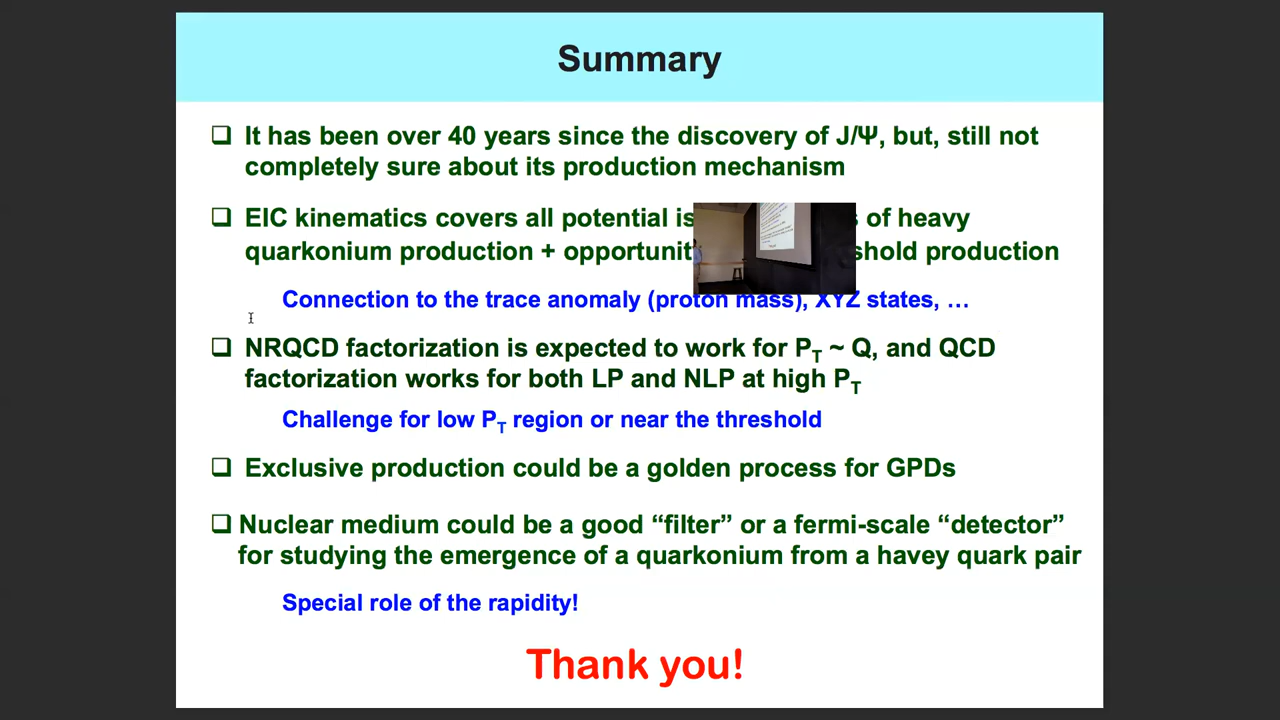 Summary
❑ It has been over 40 years since the discovery of J/Ψ, but, still not
completely sure about its production mechanism
❑ EIC kinematics covers all potential of heavy
quarkonium production + production
Connection to the trace anomaly (proton mass), XYZ states, …
❑ NRQCD factorization is expected to work for P_T ~ Q, and QCD
factorization works for both LP and NLP at high P_T
Challenge for low P_T region or near the threshold
❑ Exclusive production could be a golden process for GPDs
❑ Nuclear medium could be a good “filter” or a fermi-scale “detector”
for studying the emergence of a quarkonium from a havey quark pair
Special role of the rapidity!
Thank you!